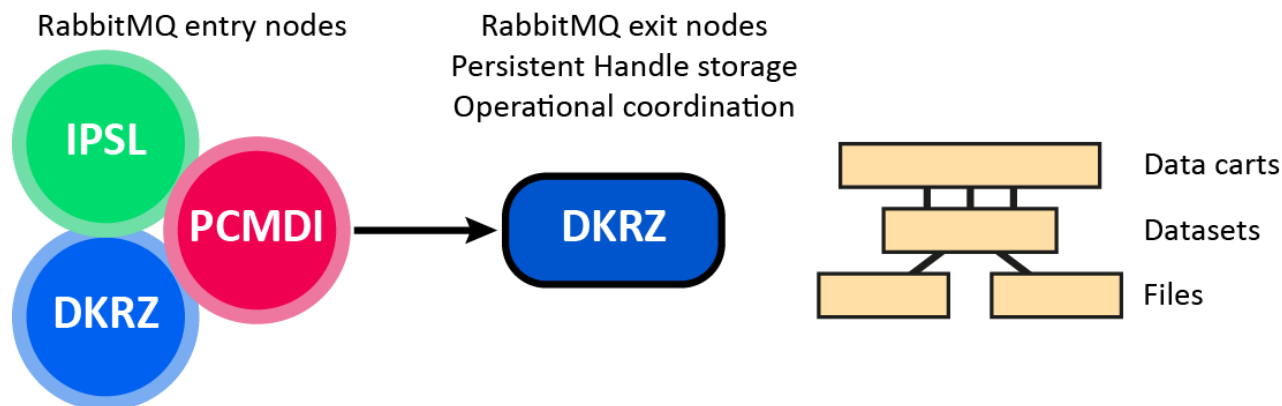 RabbitMQ entry nodes
IPSL
PCMDI
DKRZ
RabbitMQ exit nodes
Persistent Handle storage
Operational coordination
DKRZ
Data carts
Datasets
Files